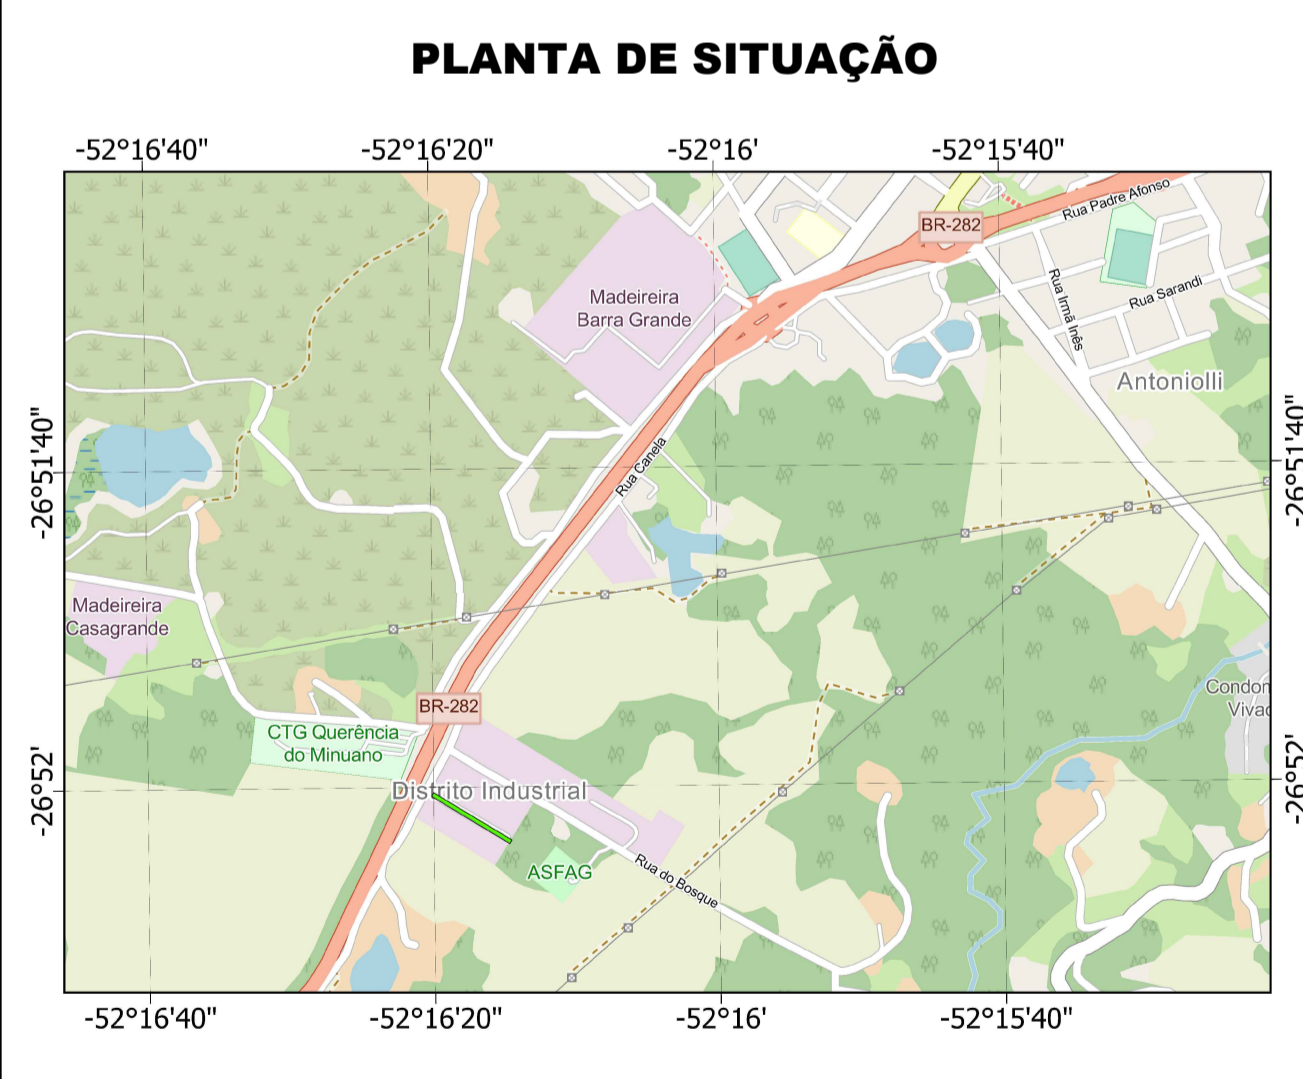 PLANTA DE SITUAÇÃO
-52°16'40"
-52°16'20"
-52°16'
-52°15'40"
Rua Padre Afonso
BR-282
Rua Irmã Inês
Rua Sarandi
Madeireira
Barra Grande
Antoniolli
-26°51'40"
-26°51'40"
Rua Canela
Madeireira
Casagrande
BR-282
Condon
Vivac
CTG Querência
do Minuano
-26°52'
-26°52'
Distrito Industrial
ASFAG
Rua do Bosque
-52°16'40"
-52°16'20"
-52°16'
-52°15'40"